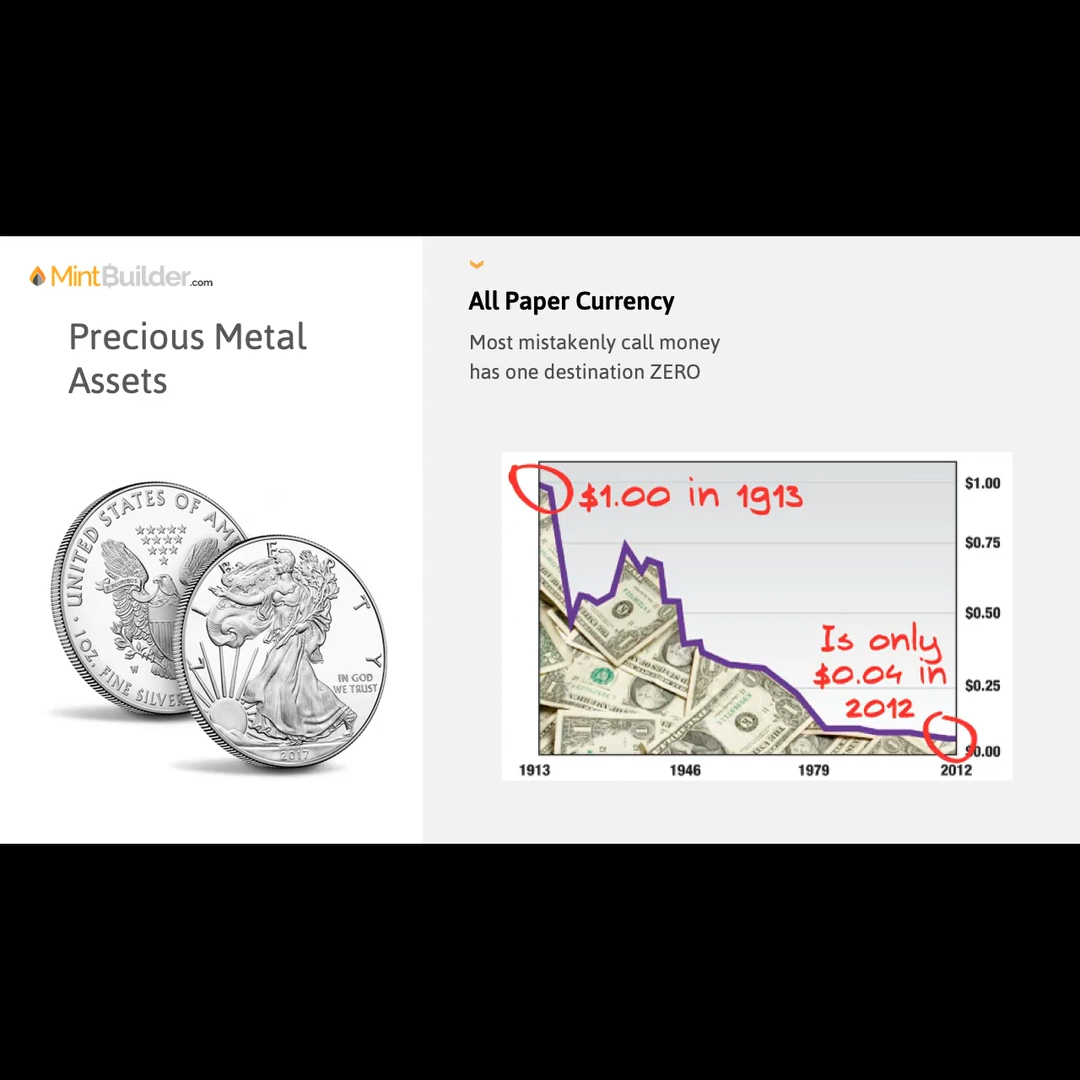 MintBuilder.com
Precious Metal
Assets
UNITED STATES OF AM
PLURIBUS
W
1 OZ. FINE SILVER
L I B E R T Y
IN GOD
WE TRUST
2017
All Paper Currency
Most mistakenly call money
has one destination ZERO
$1.00 in 1913
Is only
$0.04 in
2012
$1.00
$0.75
$0.50
$0.25
$0.00
1913
1946
1979
2012